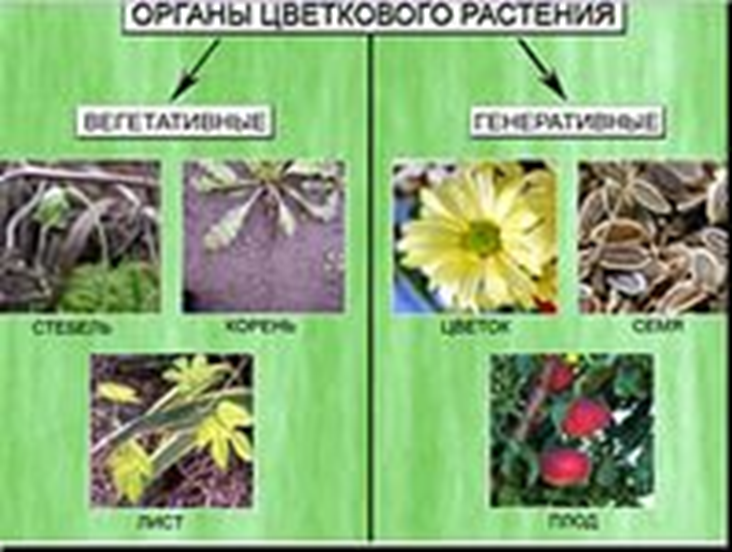 ОРГАНЫ ЦВЕТКОВОГО РАСТЕНИЯ
ВЕГЕТАТИВНЫЕ
ГЕНЕРАТИВНЫЕ
СТЕБЕЛЬ
КОРЕНЬ
ЦВЕТОК
СЕМЯ
ЛИСТ
ПЛОД